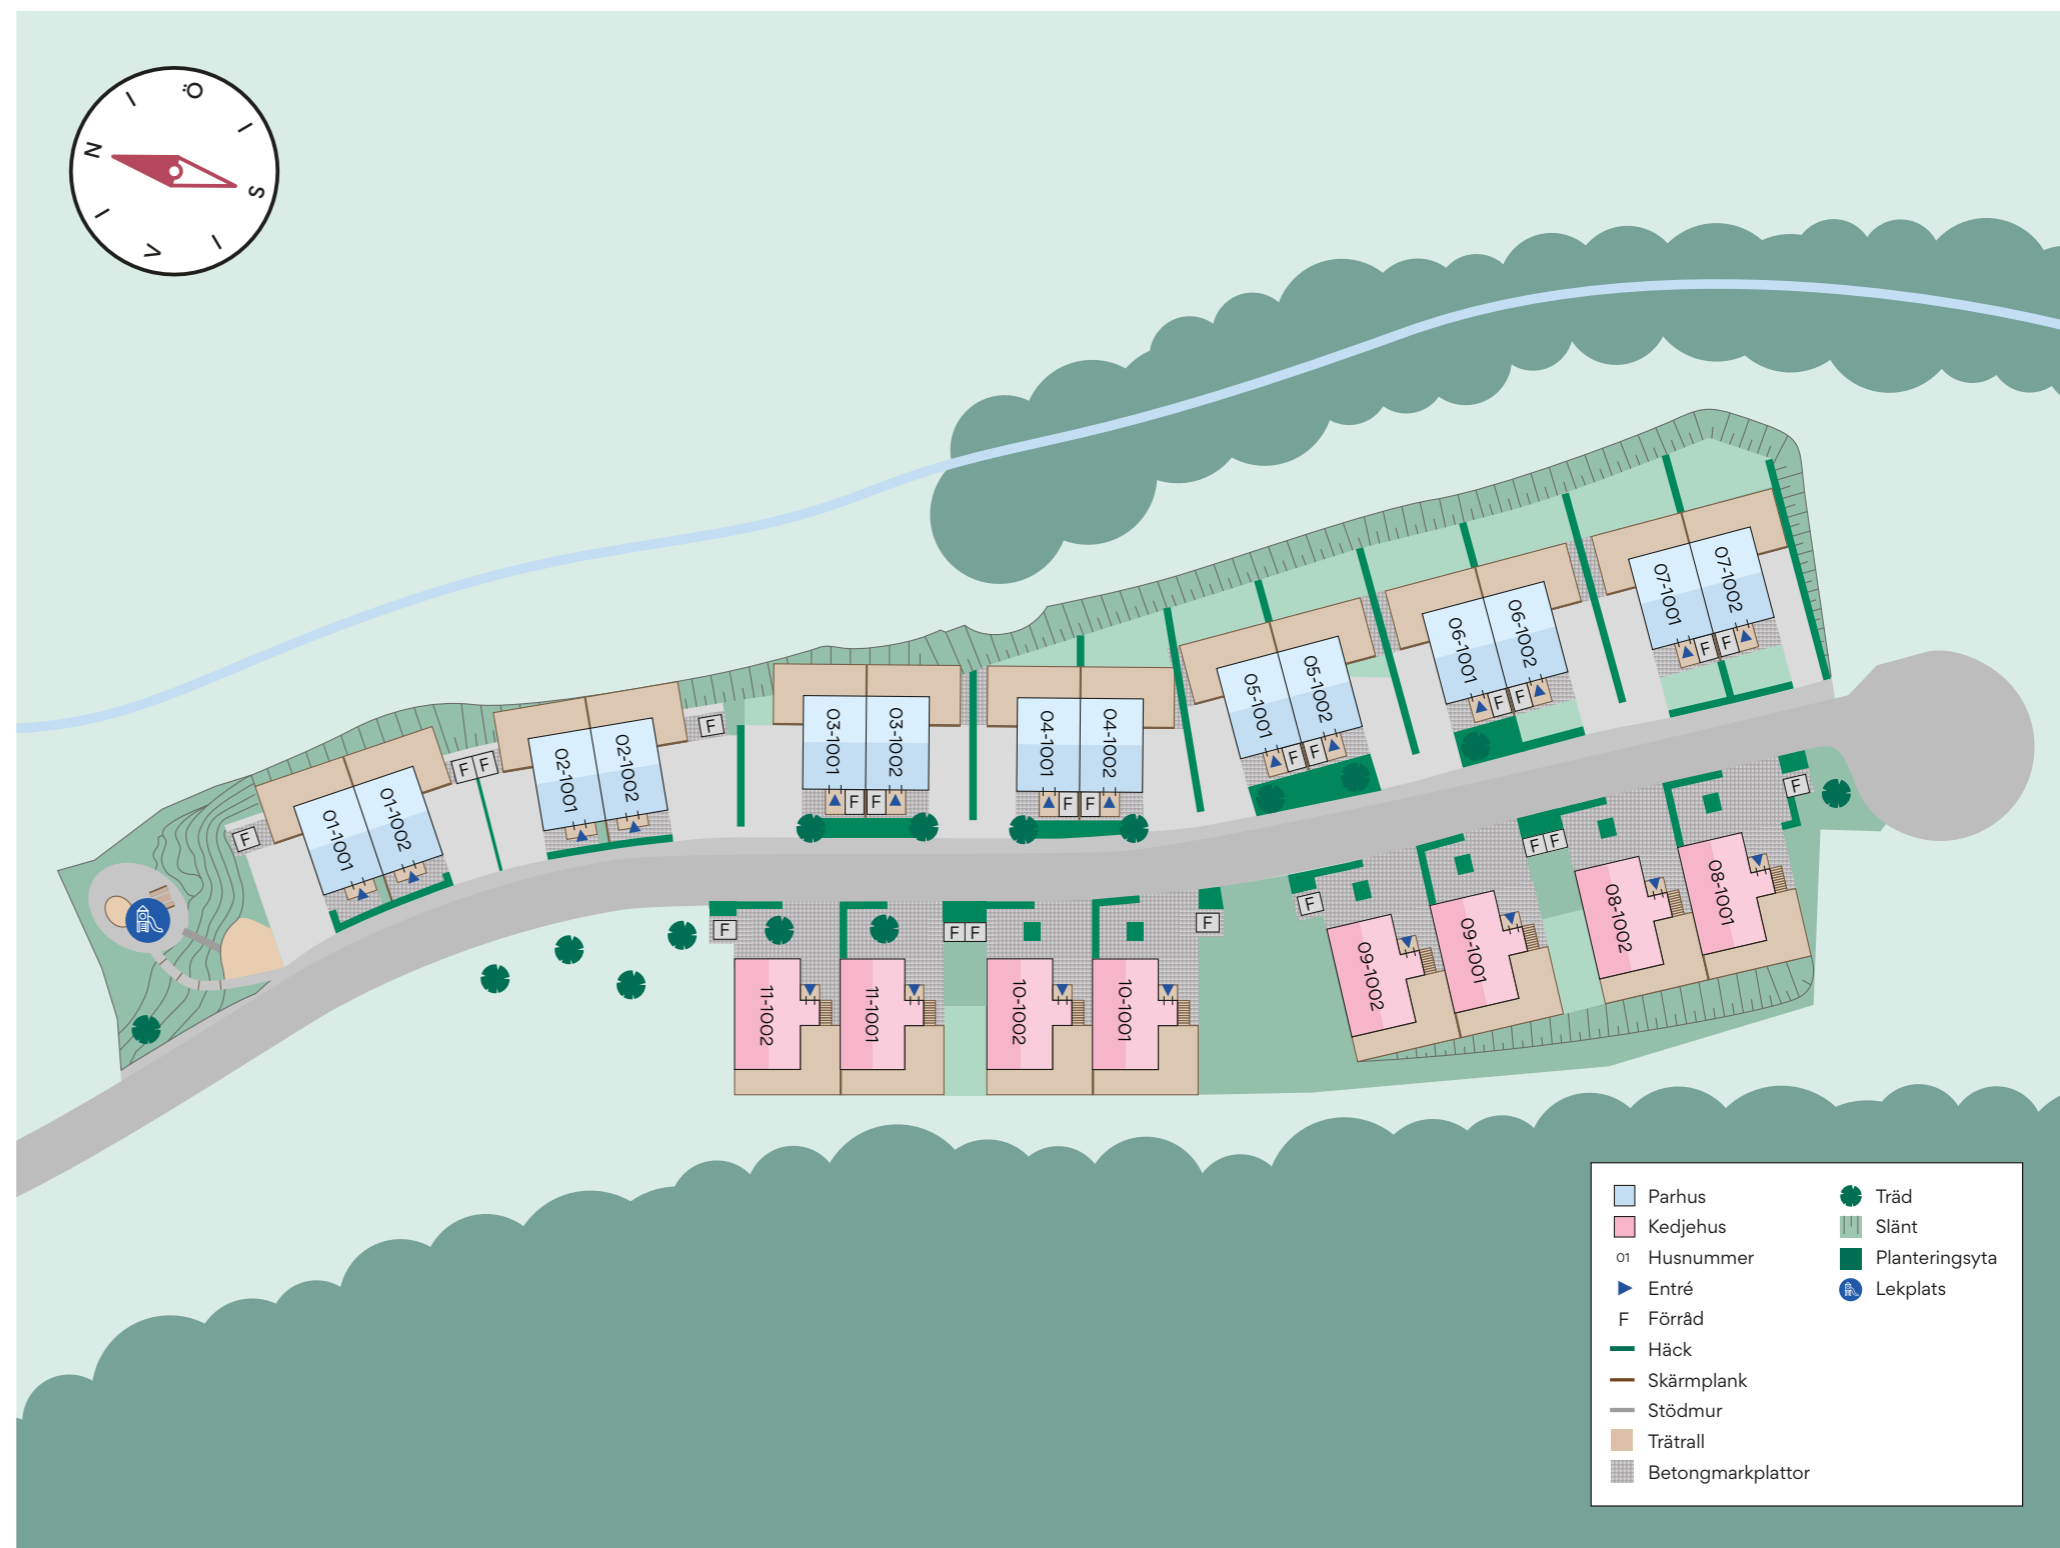 Ö
I
I
N
S
I
I
V
07-1002
07-1001
F
F
06-1002
06-1001
F
F
05-1002
05-1001
F
F
04-1001
04-1002
F
F
03-1001
03-1002
F
F
F
02-1002
02-1001
F
F
01-1002
01-1001
F
F
08-1001
08-1002
F
F
09-1001
09-1002
F
F
10-1001
10-1002
F
F
11-1001
11-1002
F
Parhus
Kedjehus
01 Husnummer
Entré
F Förråd
Häck
Skärmplank
Stödmur
Trätrall
Betongmarkplattor
Träd
Slänt
Planteringsyta
Lekplats